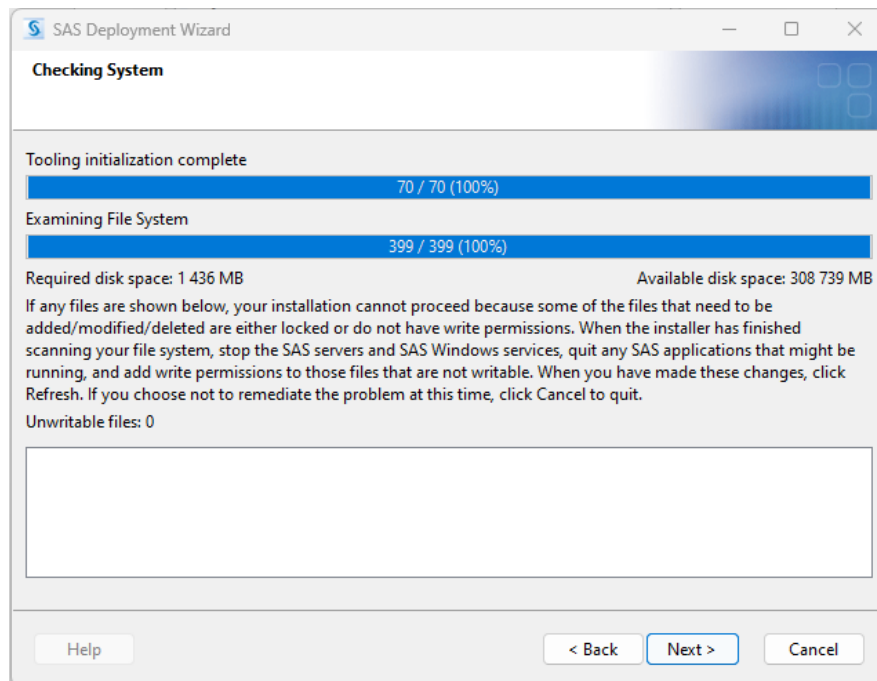 SAS Deployment Wizard
Checking System
Tooling initialization complete
70 / 70 (100%)
Examining File System
399 / 399 (100%)
Required disk space: 1 436 MB Available disk space: 308 739 MB
If any files are shown below, your installation cannot proceed because some of the files that need to be
added/modified/deleted are either locked or do not have write permissions. When the installer has finished
scanning your file system, stop the SAS servers and SAS Windows services, quit any SAS applications that might be
running, and add write permissions to those files that are not writable. When you have made these changes, click
Refresh. If you choose not to remediate the problem at this time, click Cancel to quit.
Unwritable files: 0
Help < Back Next > Cancel